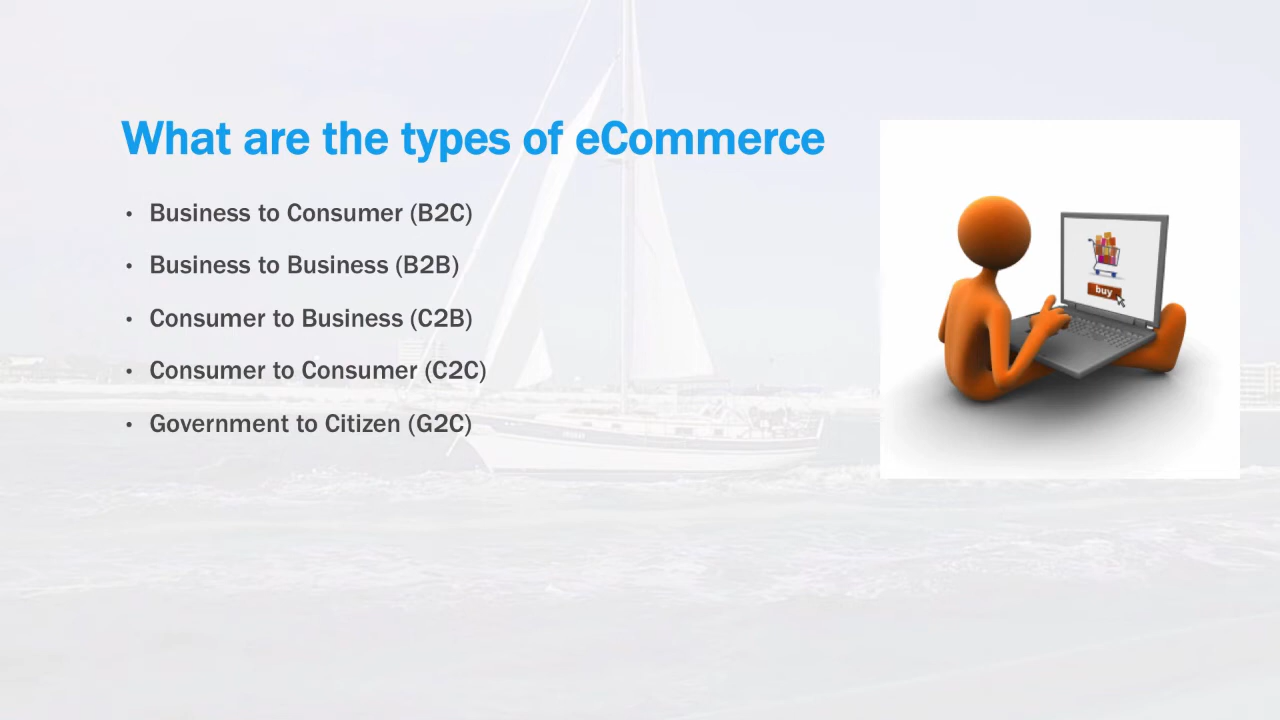 What are the types of eCommerce
• Business to Consumer (B2C)
• Business to Business (B2B)
• Consumer to Business (C2B)
• Consumer to Consumer (C2C)
• Government to Citizen (G2C)
buy